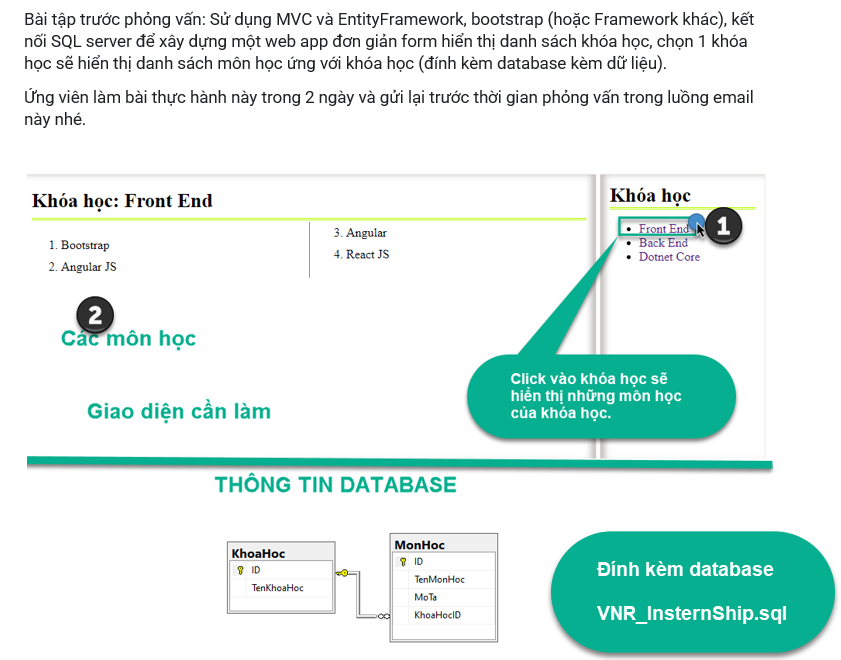 Bài tập trước phỏng vấn: Sử dụng MVC và EntityFramework, bootstrap (hoặc Framework khác), kết
nối SQL server để xây dựng một web app đơn giản form hiển thị danh sách khóa học, chọn 1 khóa
học sẽ hiển thị danh sách môn học ứng với khóa học (đính kèm database kèm dữ liệu).
Ứng viên làm bài thực hành này trong 2 ngày và gửi lại trước thời gian phỏng vấn trong luồng email
này nhé.
Khóa học: Front End
1. Bootstrap
2. Angular JS
3. Angular
4. React JS
Khóa học
Front End
Back End
Dotnet Core
1
2
Các môn học
Giao diện cần làm
Click vào khóa học sẽ
hiển thị những môn học
của khóa học.
THÔNG TIN DATABASE
KhoaHoc
ID
TenKhoaHoc
MonHoc
ID
TenMonHoc
MoTa
KhoaHocID
Đính kèm database
VNR_InsternShip.sql